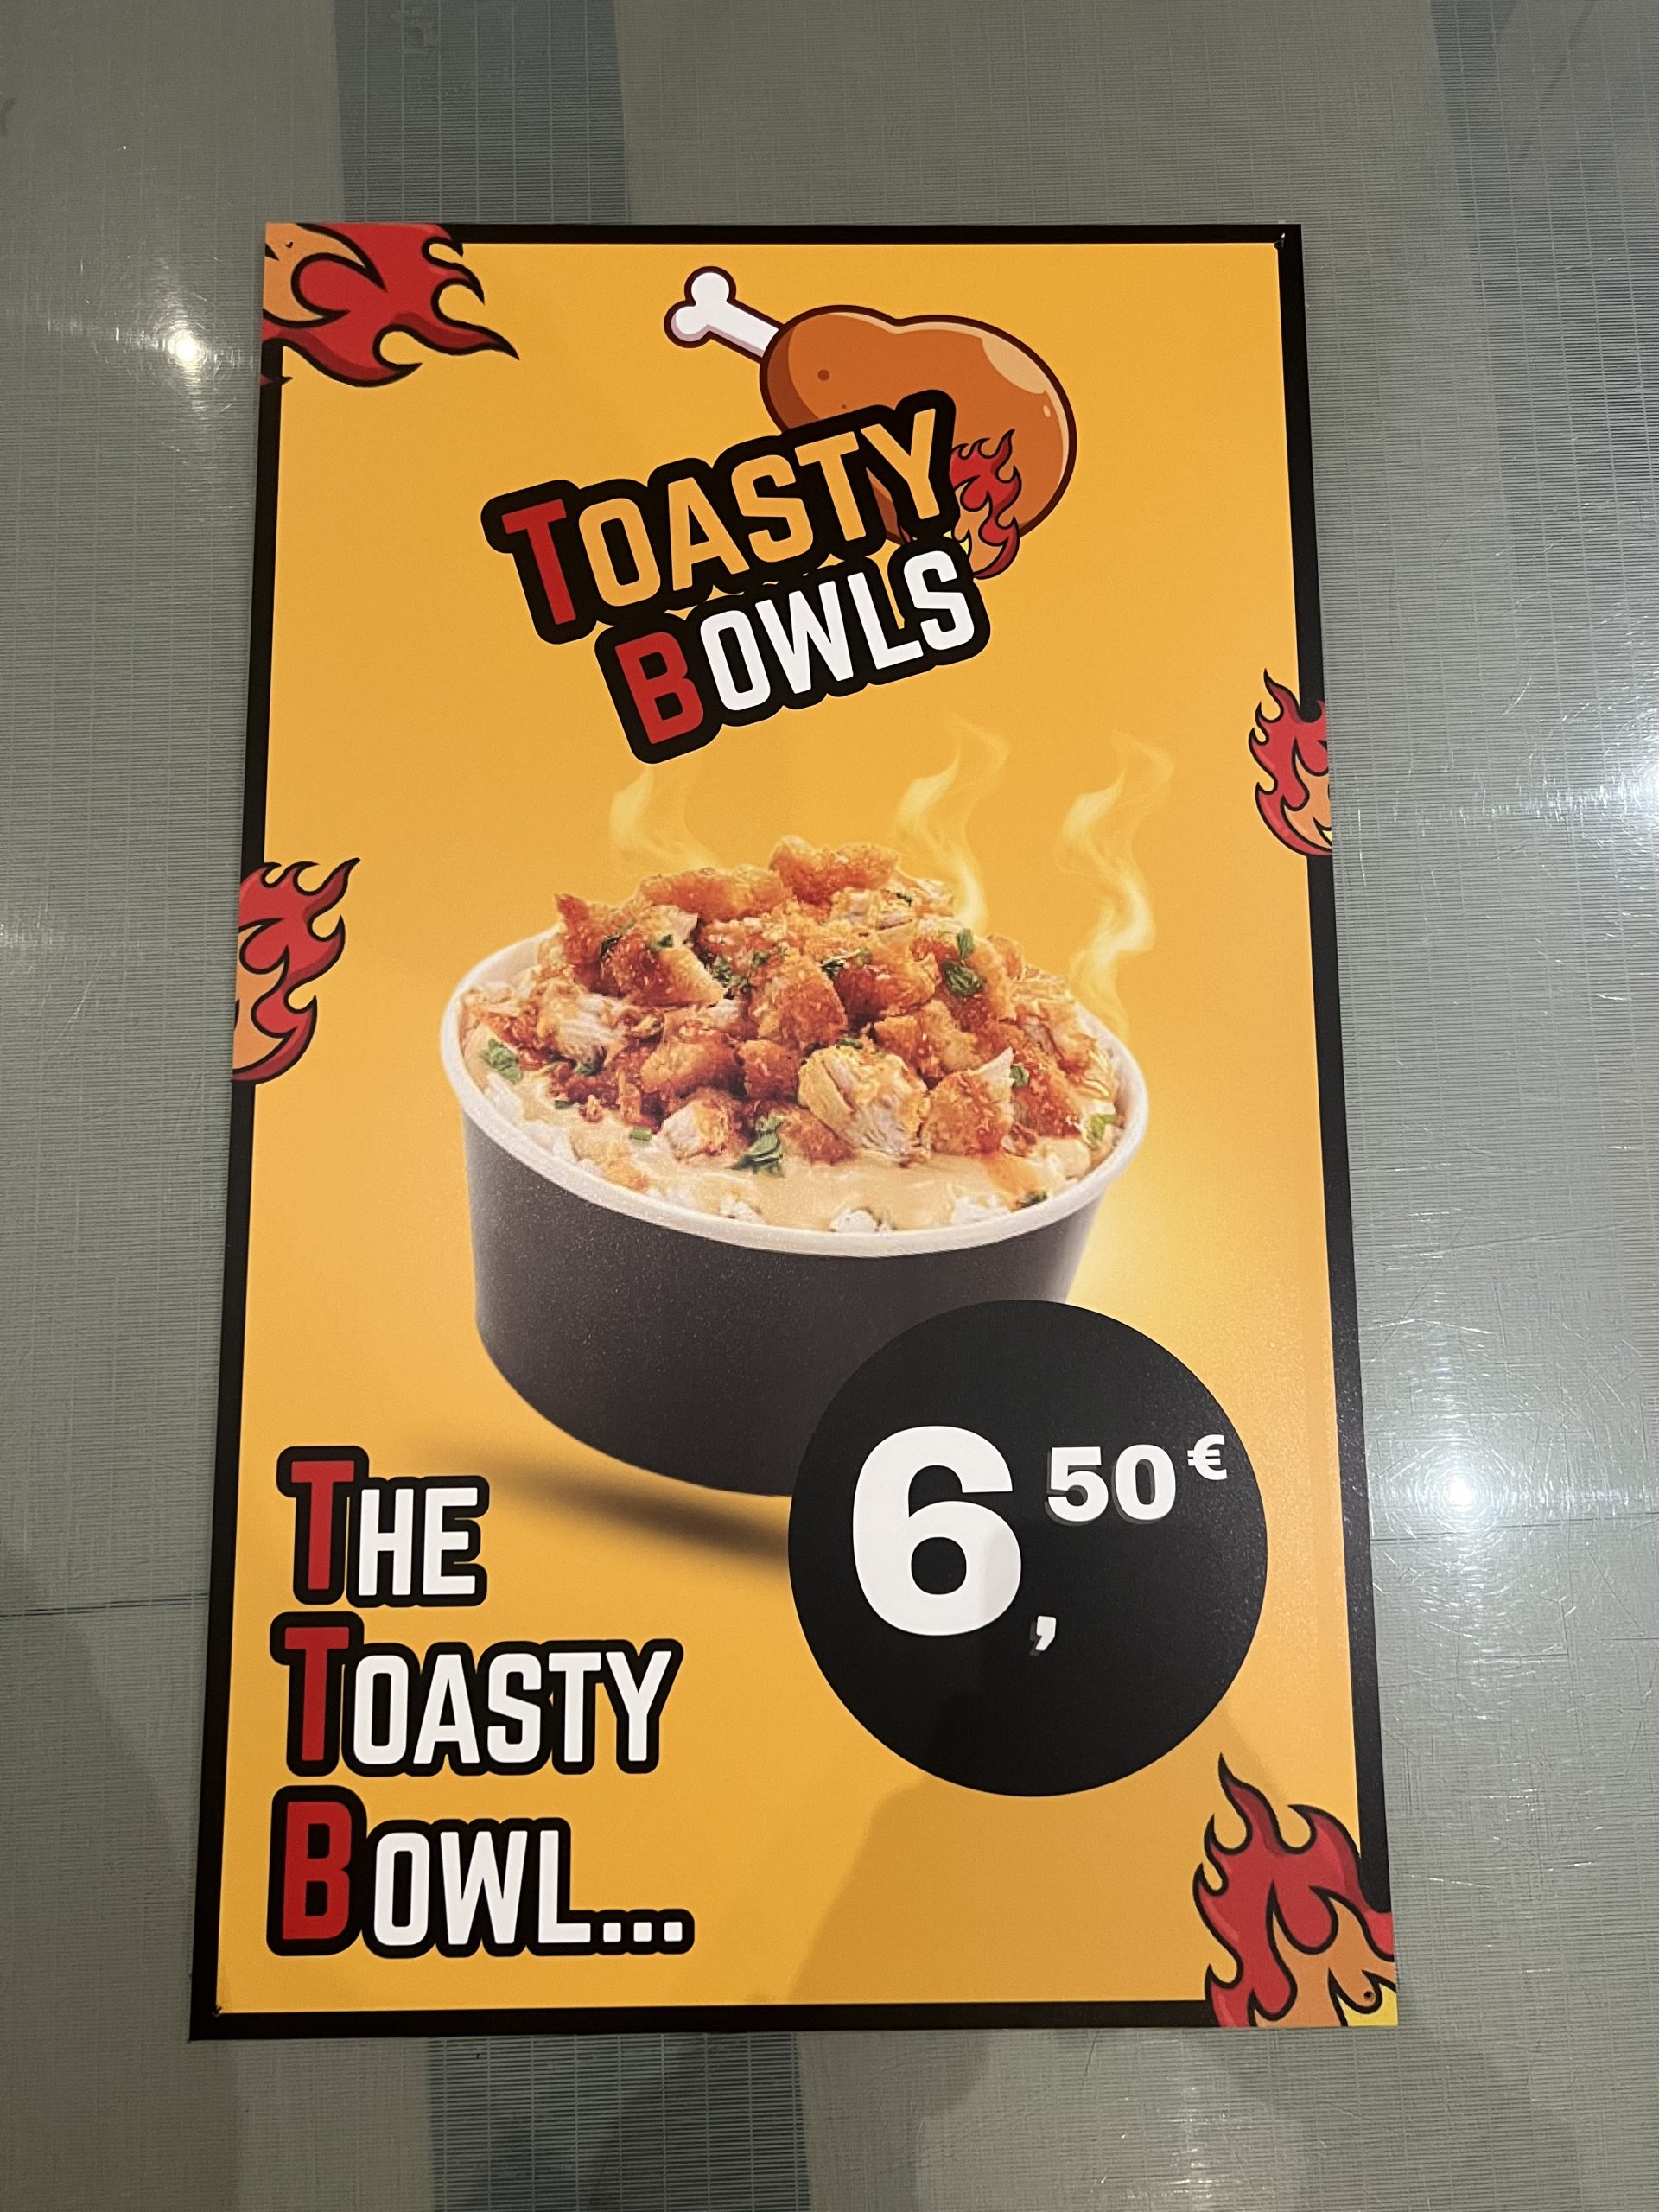 TOASTY
BOWLS
6,50€
THE
TOASTY
BOWL...